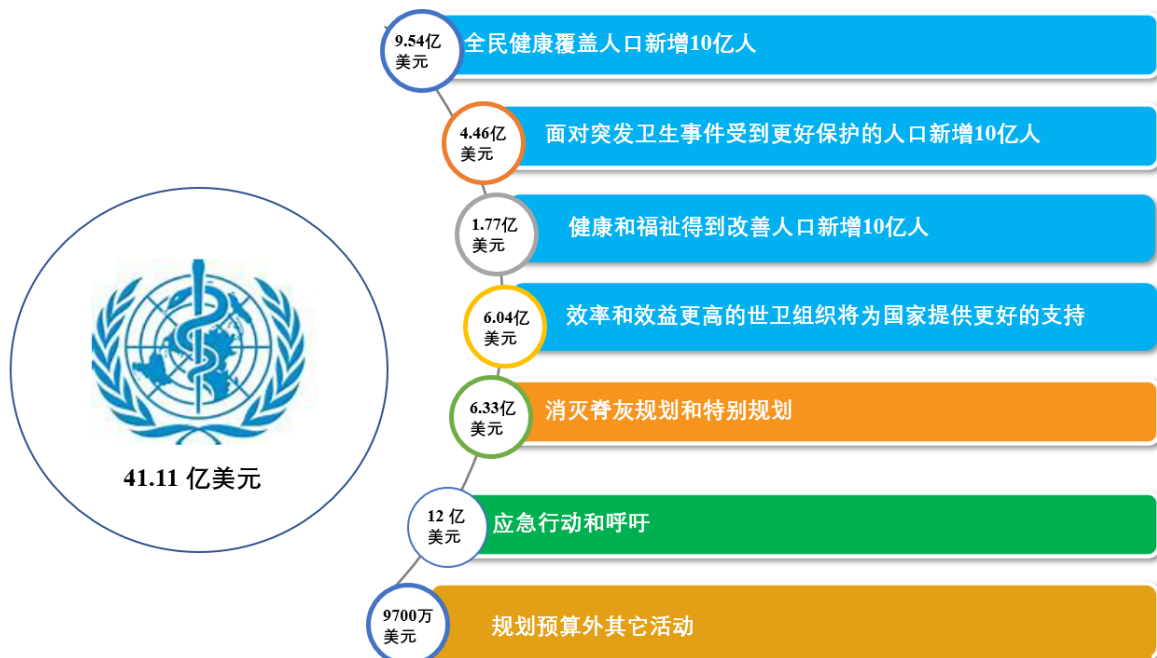 9.54亿
美元
全民健康覆盖人口新增10亿人
4.46亿
美元
面对突发卫生事件受到更好保护的人口新增10亿人
1.77亿
美元
健康和福祉得到改善人口新增10亿人
6.04亿
美元
效率和效益更高的世卫组织将为国家提供更好的支持
6.33亿
美元
消灭脊灰规划和特别规划
41.11 亿美元
12 亿
美元
应急行动和呼吁
9700万
美元
规划预算外其它活动